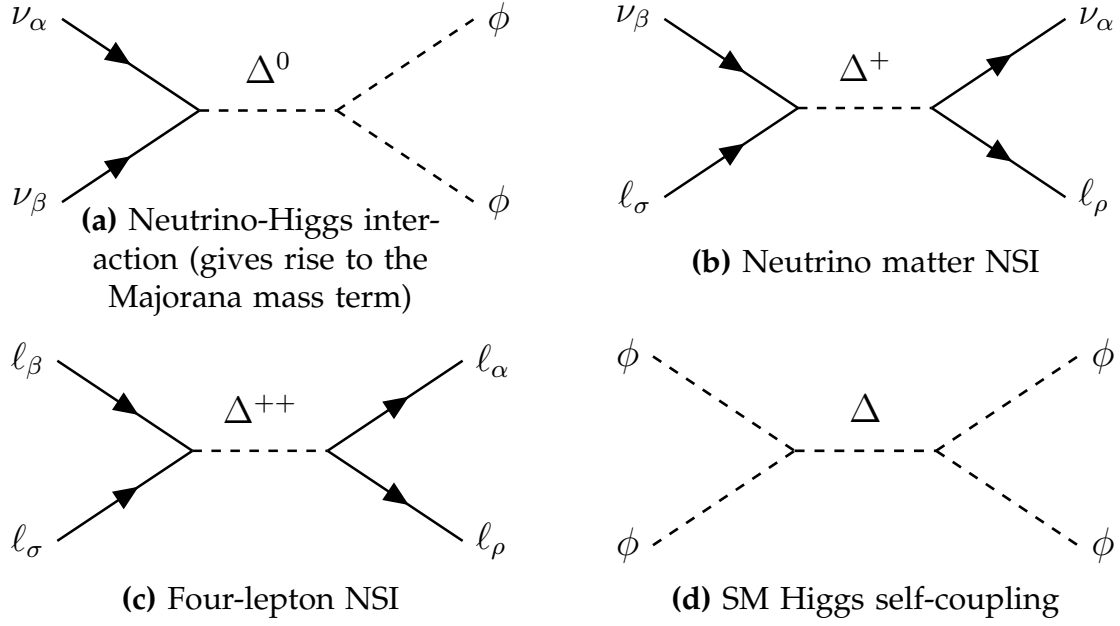 ν_α
Δ⁰
ϕ
ν_β
ϕ
(a) Neutrino-Higgs inter-
action (gives rise to the
Majorana mass term)
ν_β
Δ⁺
ν_α
ℓ_σ
ℓ_ρ
(b) Neutrino matter NSI
ℓ_β
Δ⁺⁺
ℓ_α
ℓ_σ
ℓ_ρ
(c) Four-lepton NSI
ϕ
Δ
ϕ
ϕ
ϕ
(d) SM Higgs self-coupling